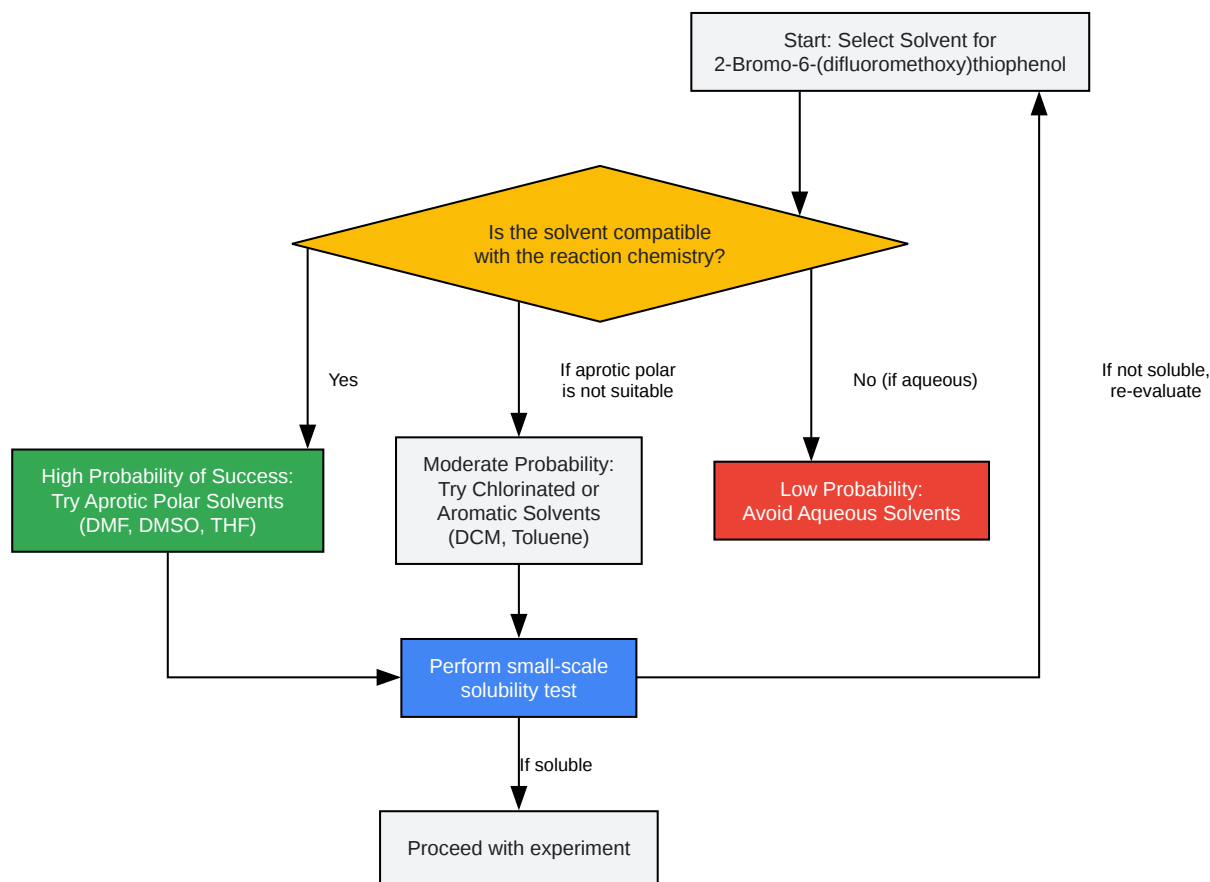 Start: Select Solvent for
2-Bromo-6-(difluoromethoxy)thiophenol
Is the solvent compatible
with the reaction chemistry?
Yes
If aprotic polar
is not suitable
No (if aqueous)
If not soluble,
re-evaluate
High Probability of Success:
Try Aprotic Polar Solvents
(DMF, DMSO, THF)
Moderate Probability:
Try Chlorinated or
Aromatic Solvents
(DCM, Toluene)
Low Probability:
Avoid Aqueous Solvents
Perform small-scale
solubility test
If soluble
Proceed with experiment